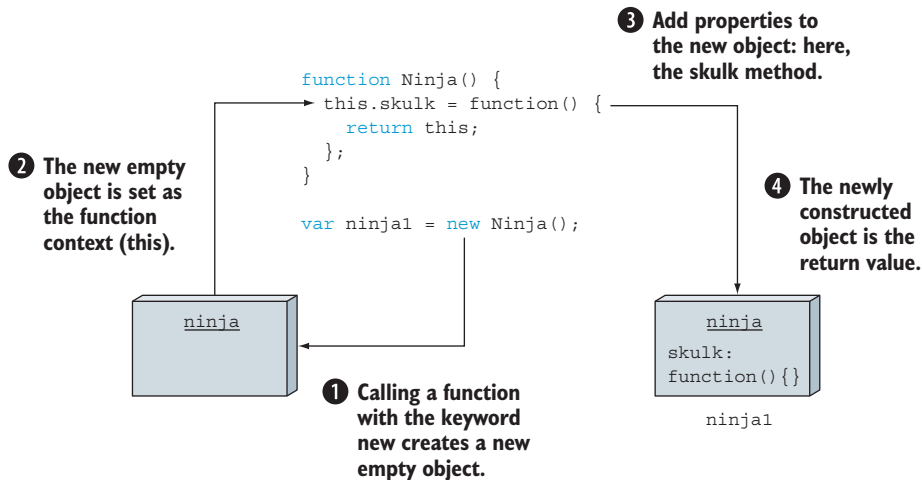 3 Add properties to
the new object: here,
the skulk method.
function Ninja() {
this.skulk = function() {
return this;
};
}
2 The new empty
object is set as
the function
context (this).
4 The newly
constructed
object is the
return value.
var ninja1 = new Ninja();
ninja
ninja
skulk:
function(){}
ninja1
1 Calling a function
with the keyword
new creates a new
empty object.